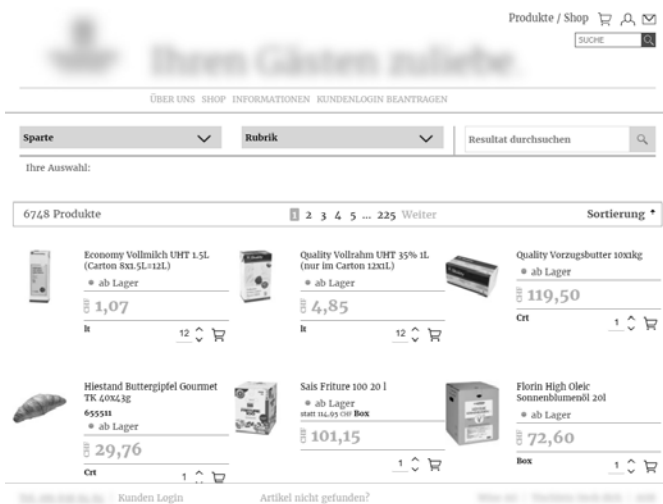 Produkte / Shop
SUCHE
Ihren Gästen zuliebe.
ÜBER UNS SHOP INFORMATIONEN KUNDENLOGIN BEANTRAGEN
Sparte
Rubrik
Resultat durchsuchen
Ihre Auswahl:
6748 Produkte
1 2 3 4 5 ... 225 Weiter
Sortierung
Economy Vollmilch UHT 1.5L
(Carton 8x1.5L=12L)
ab Lager
CHF 1,07
lt
12
Quality Vollrahm UHT 35% 1L
(nur im Carton 12x1L)
ab Lager
CHF 4,85
lt
12
Quality Vorzugsbutter 10x1kg
ab Lager
CHF 119,50
Crt
1
Hiestand Buttergipfel Gourmet
TK 40x43g
655511
ab Lager
CHF 29,76
Crt
1
Sais Friture 100 20 l
ab Lager
statt 114,95 CHF Box
CHF 101,15
1
Florin High Oleic
Sonnenblumenöl 20l
ab Lager
CHF 72,60
Box
1
Kunden Login
Artikel nicht gefunden?